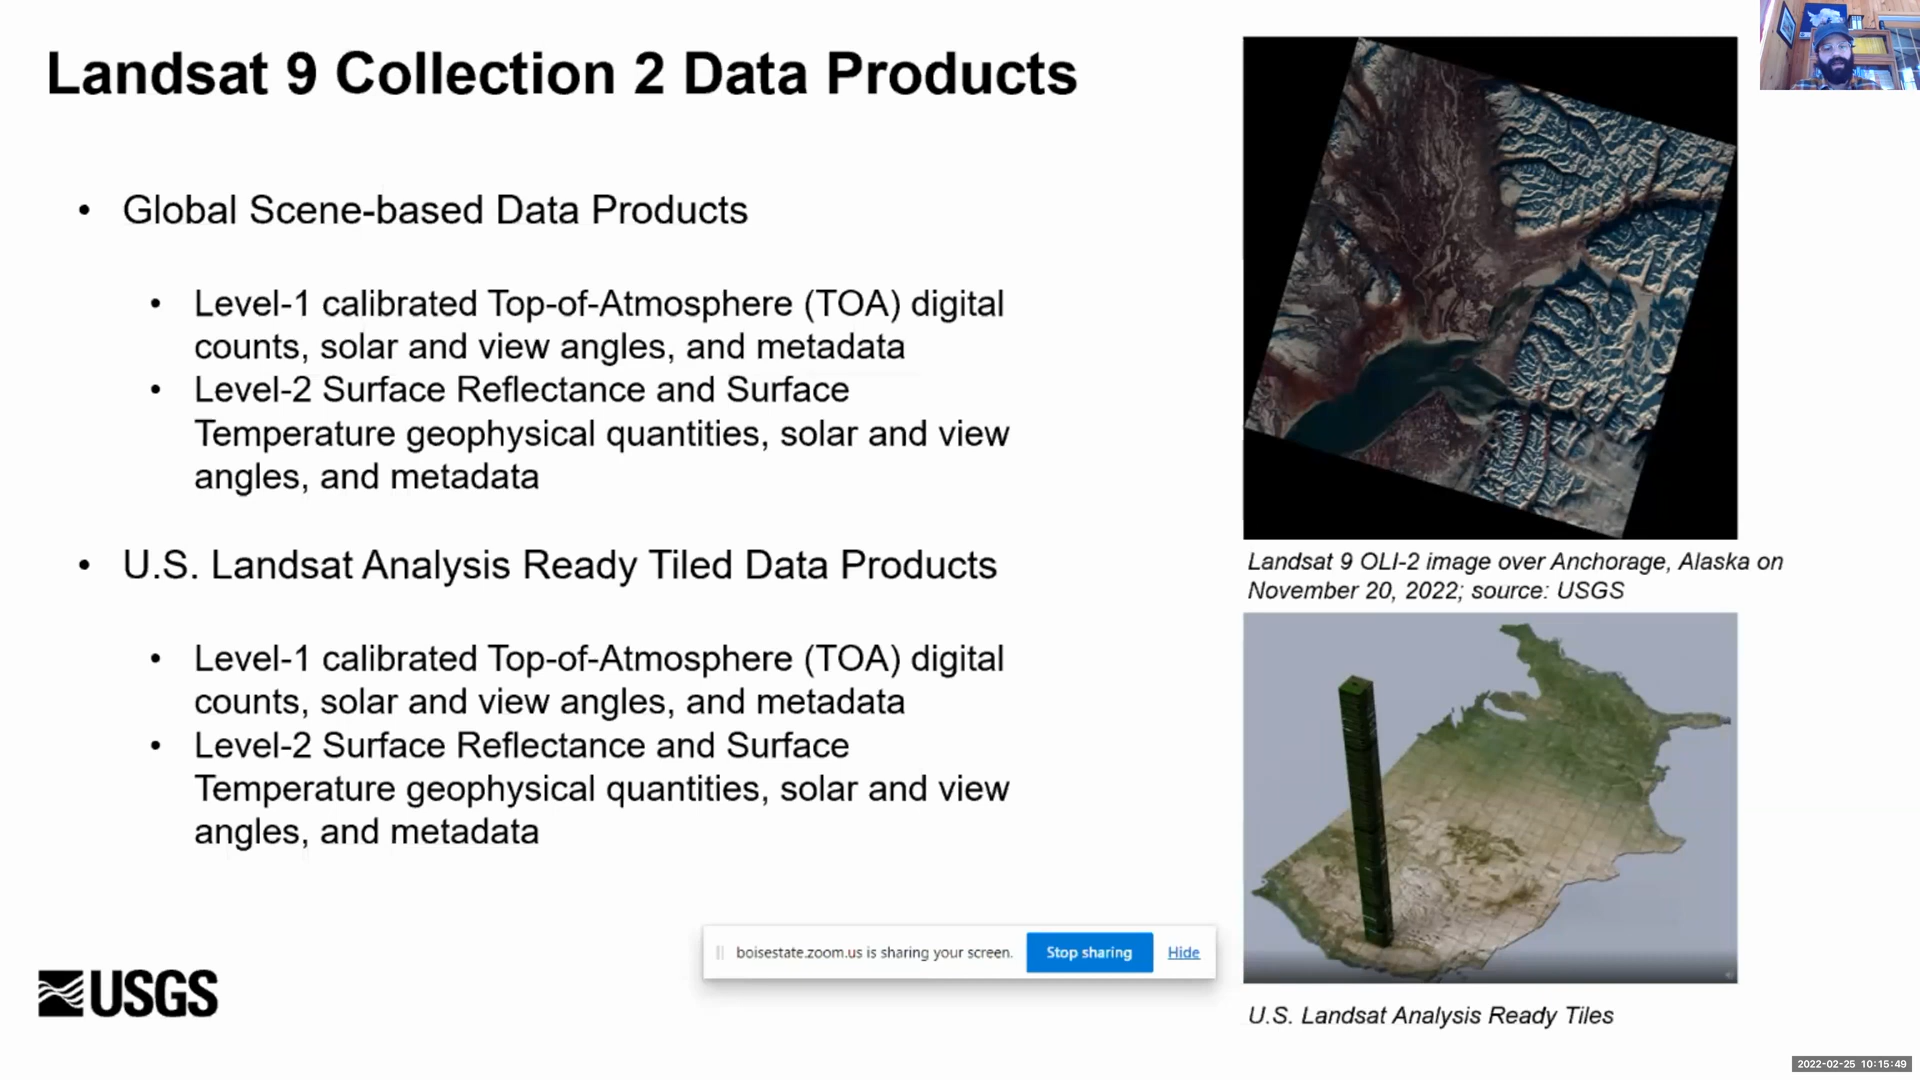 Landsat 9 Collection 2 Data Products
• Global Scene-based Data Products
• Level-1 calibrated Top-of-Atmosphere (TOA) digital
counts, solar and view angles, and metadata
• Level-2 Surface Reflectance and Surface
Temperature geophysical quantities, solar and view
angles, and metadata
• U.S. Landsat Analysis Ready Tiled Data Products
• Level-1 calibrated Top-of-Atmosphere (TOA) digital
counts, solar and view angles, and metadata
• Level-2 Surface Reflectance and Surface
Temperature geophysical quantities, solar and view
angles, and metadata
Landsat 9 OLI-2 image over Anchorage, Alaska on
November 20, 2022; source: USGS
U.S. Landsat Analysis Ready Tiles
boisestate.zoom.us is sharing your screen. Stop sharing Hide
USGS
2022-02-25 10:15:49